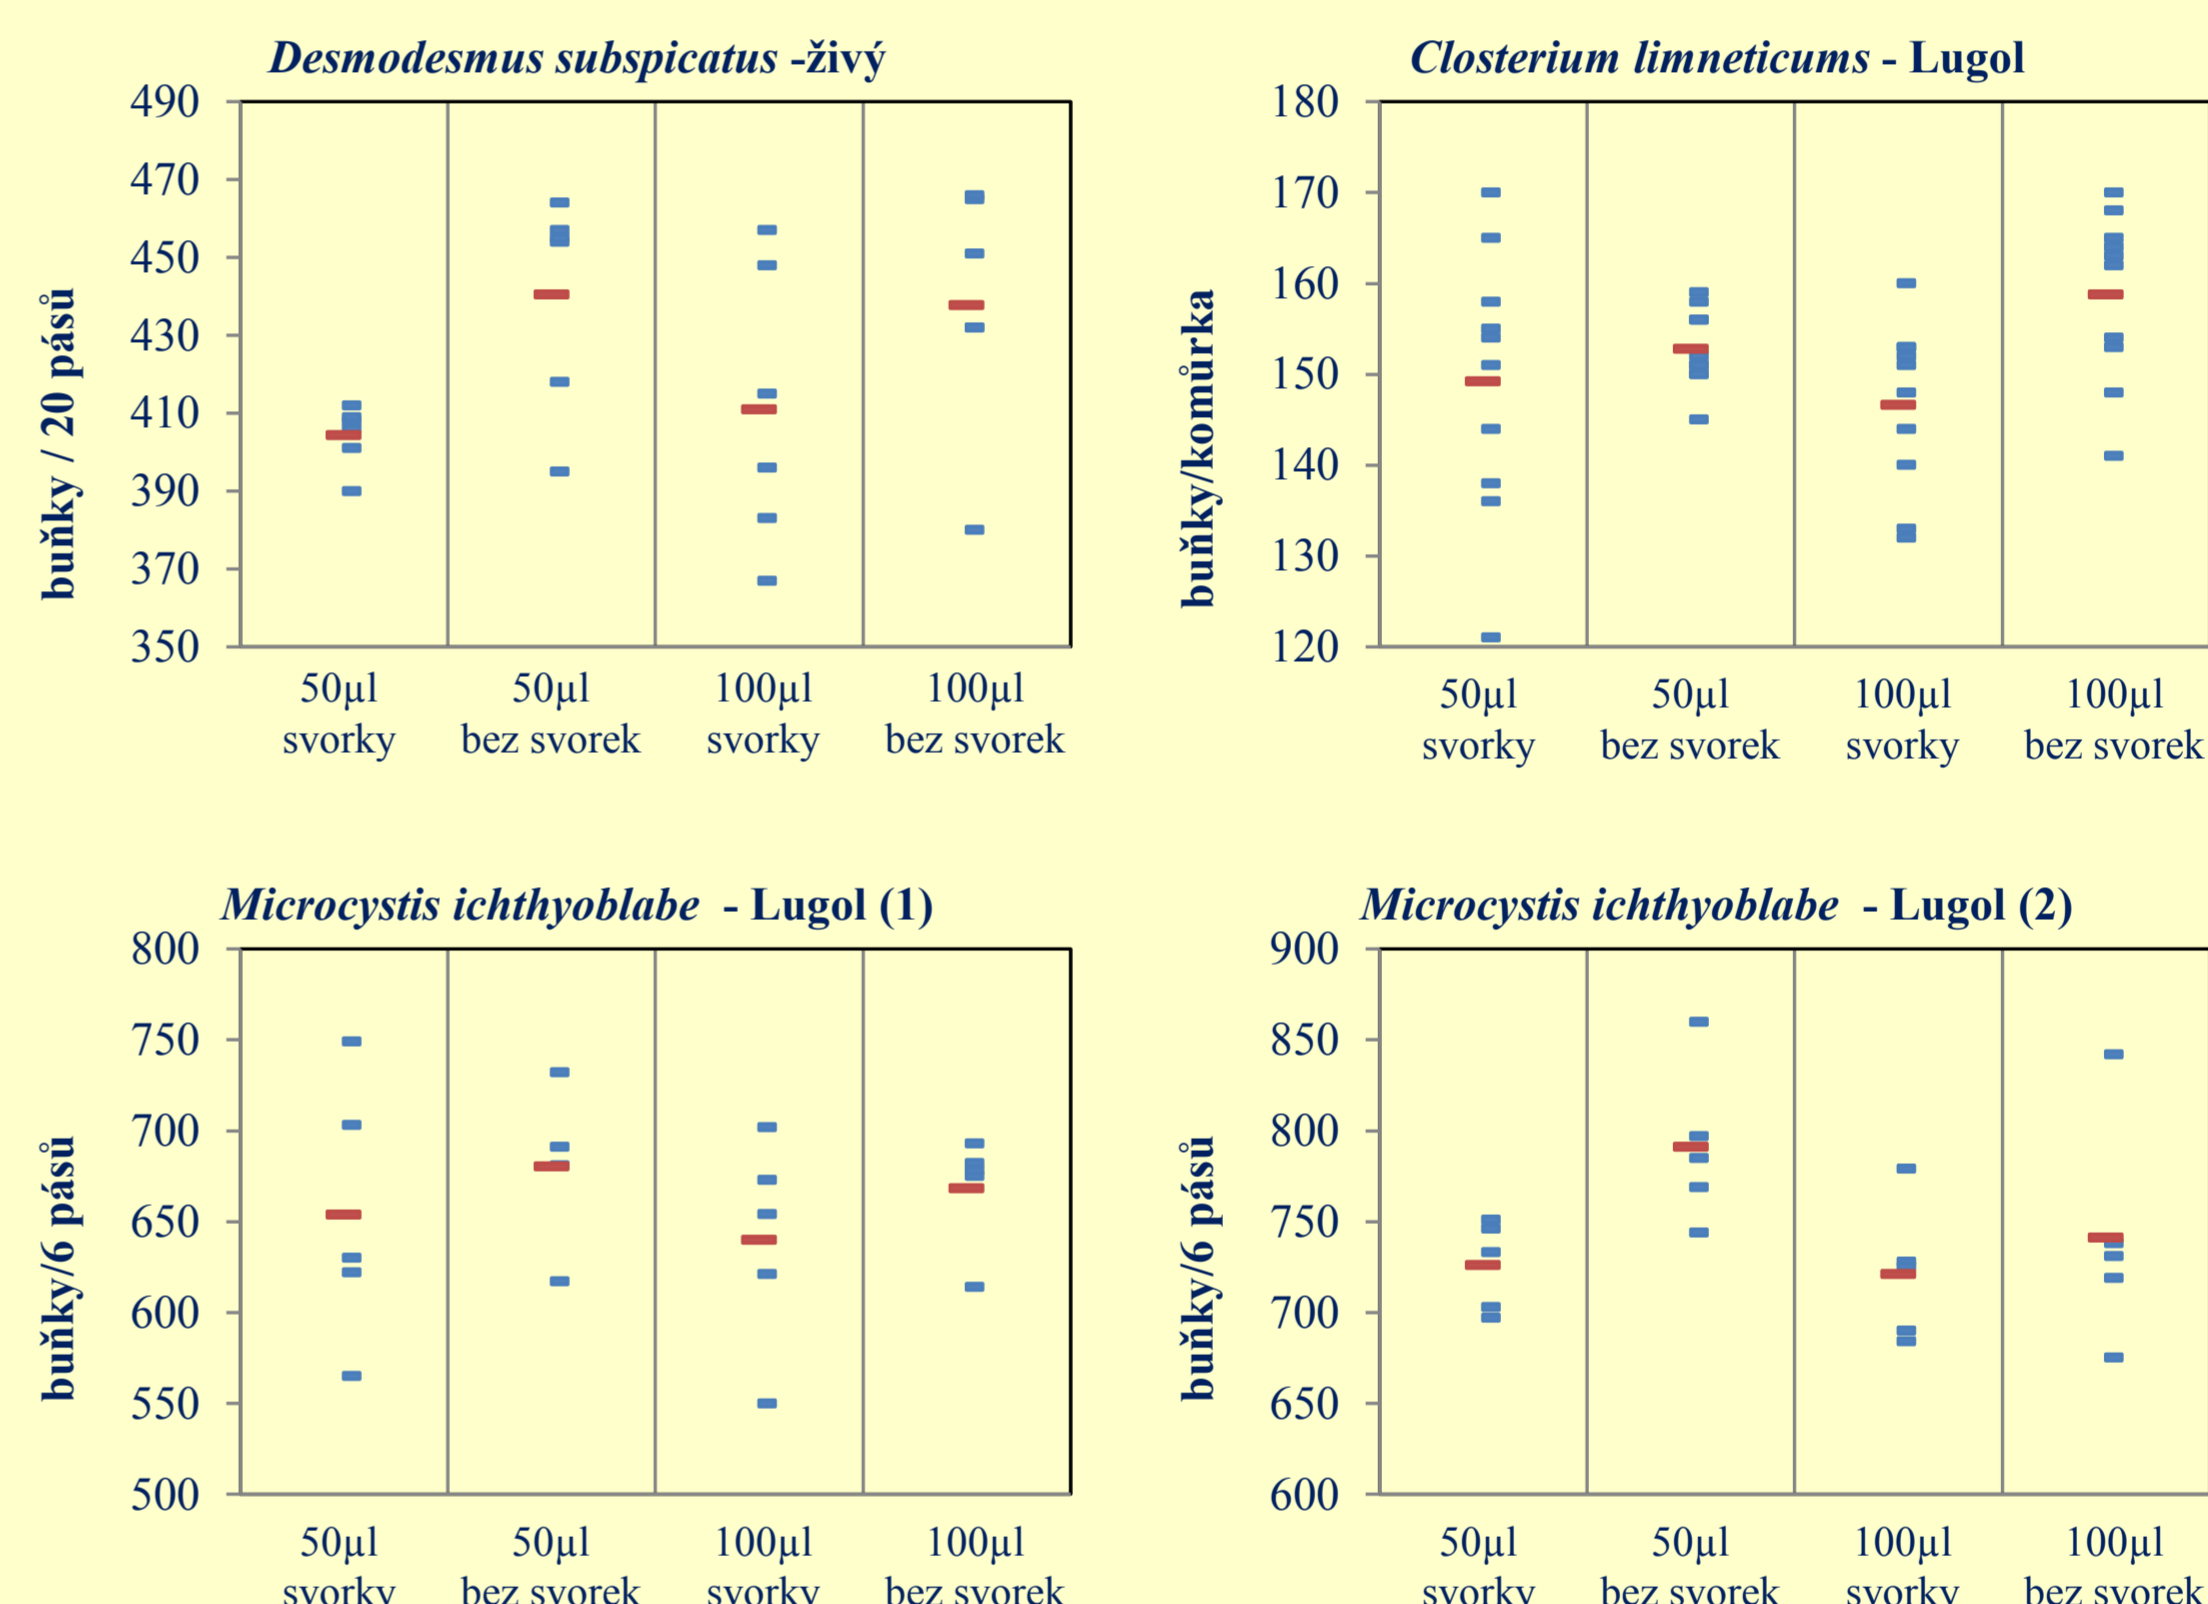 Desmodesmus subspicatus -živý
490
470
450
430
410
390
370
350
buňky / 20 pásů
50µl 50µl 100µl 100µl
svorky bez svorek svorky bez svorek
Closterium limneticums - Lugol
180
170
160
150
140
130
120
buňky/komůrka
50µl 50µl 100µl 100µl
svorky bez svorek svorky bez svorek
Microcystis ichthyoblabe - Lugol (1)
800
750
700
650
600
550
500
buňky/6 pásů
50µl 50µl 100µl 100µl
svorky bez svorek svorky bez svorek
Microcystis ichthyoblabe - Lugol (2)
900
850
800
750
700
650
600
buňky/6 pásů
50µl 50µl 100µl 100µl
svorky bez svorek svorky bez svorek